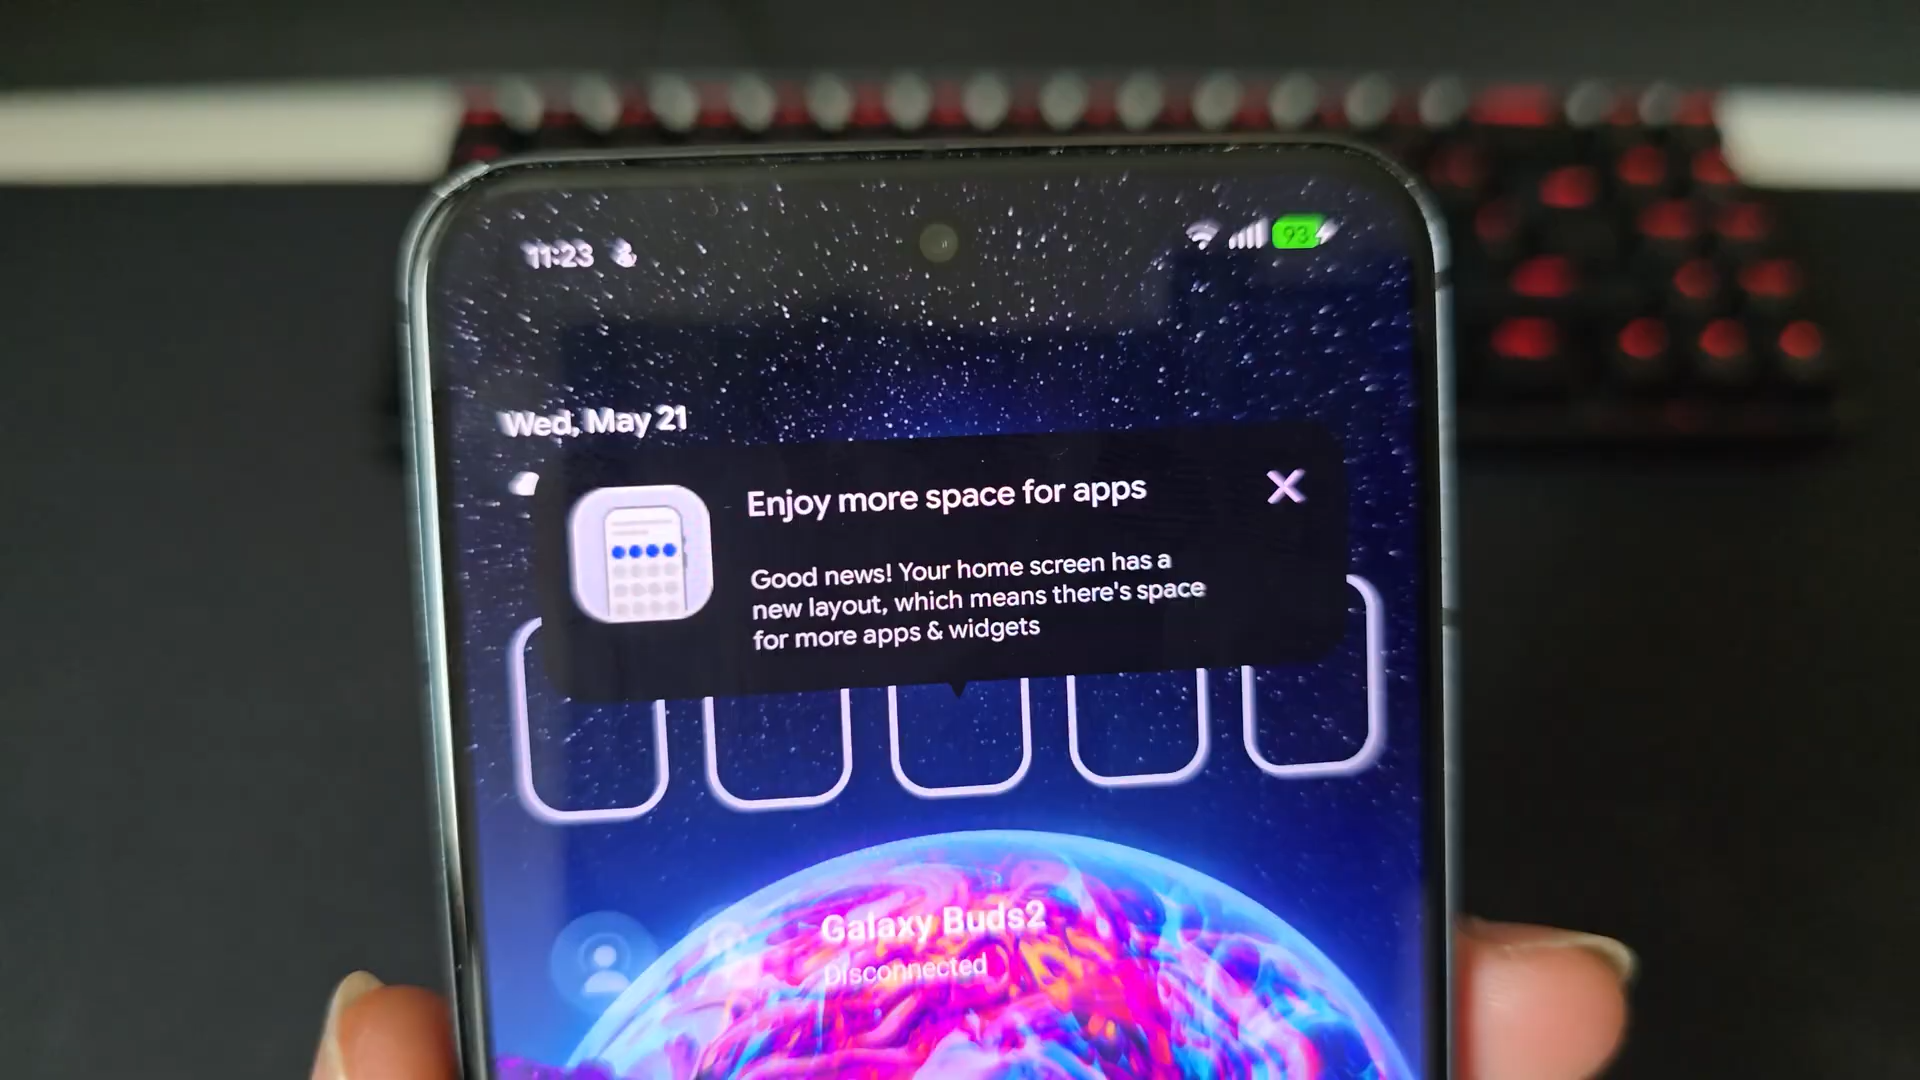 11:23
93
Wed, May 21
Enjoy more space for apps
Good news! Your home screen has a
new layout, which means there's space
for more apps & widgets
Galaxy Buds2
Disconnected